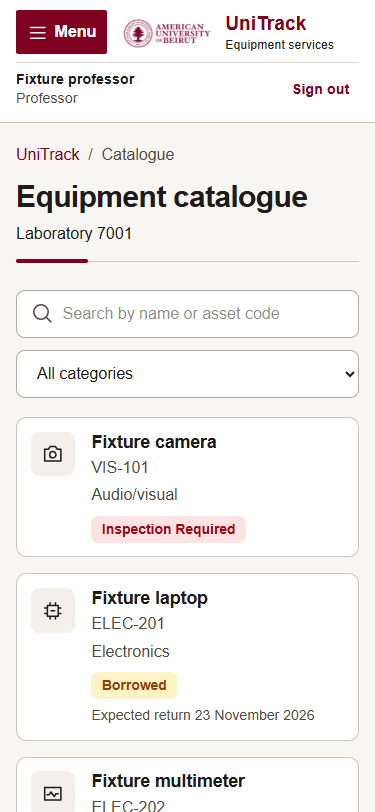 Menu
AMERICAN
UNIVERSITY
OF BEIRUT
UniTrack
Equipment services
Fixture professor
Professor
Sign out
UniTrack / Catalogue
Equipment catalogue
Laboratory 7001
Search by name or asset code
All categories
Fixture camera
VIS-101
Audio/visual
Inspection Required
Fixture laptop
ELEC-201
Electronics
Borrowed
Expected return 23 November 2026
Fixture multimeter
ELEC-202